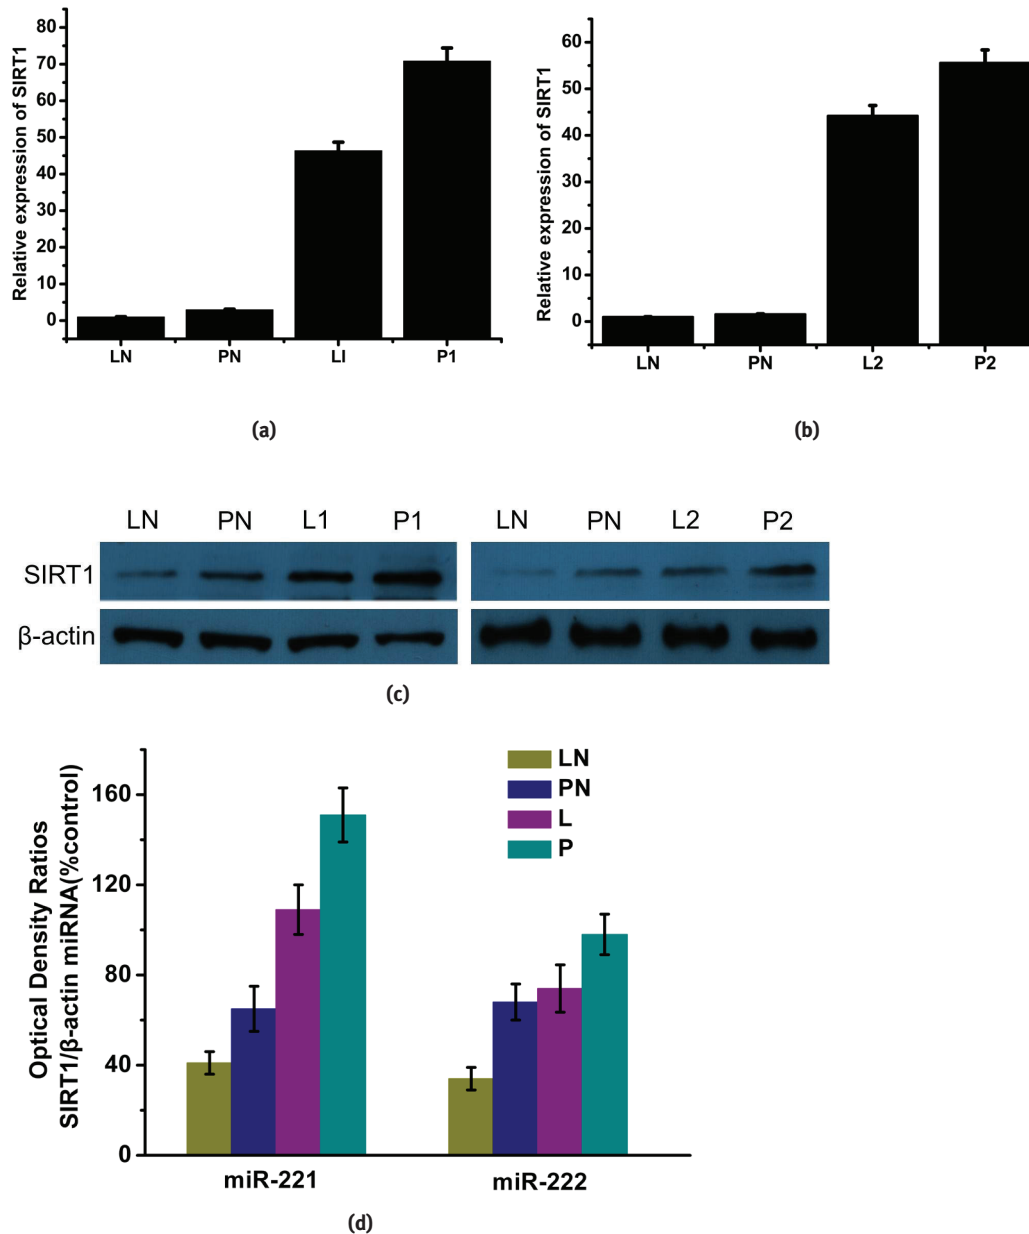 Relative expression of SIRT1
80
70
60
50
40
30
20
10
0
LN PN LI P1
(a)
Relative expression of SIRT1
60
50
40
30
20
10
0
LN PN L2 P2
(b)
LN PN L1 P1 LN PN L2 P2
SIRT1
β-actin
(c)
Optical Density Ratios
SIRT1/β-actin miRNA(%control)
160
120
80
40
0
LN
PN
L
P
miR-221 miR-222
(d)